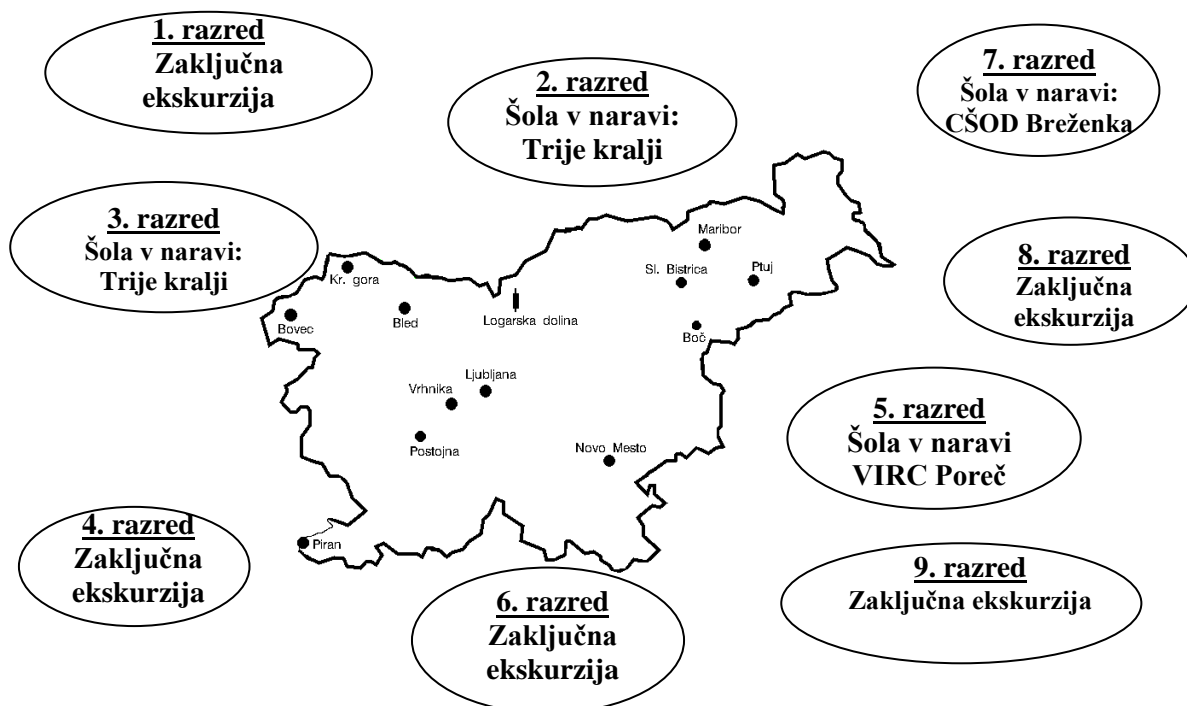 1. razred
Zaključna
ekskurzija
2. razred
Šola v naravi:
Trije kralji
7. razred
Šola v naravi:
CŠOD Breženka
3. razred
Šola v naravi:
Trije kralji
8. razred
Zaključna
ekskurzija
Maribor
Sl. Bistrica
Ptuj
Kr. gora
Bovec
Bled
Logarska dolina
Boč
Vrhnika
Ljubljana
Postojna
Novo Mesto
Piran
5. razred
Šola v naravi
VIRC Poreč
4. razred
Zaključna
ekskurzija
6. razred
Zaključna
ekskurzija
9. razred
Zaključna ekskurzija